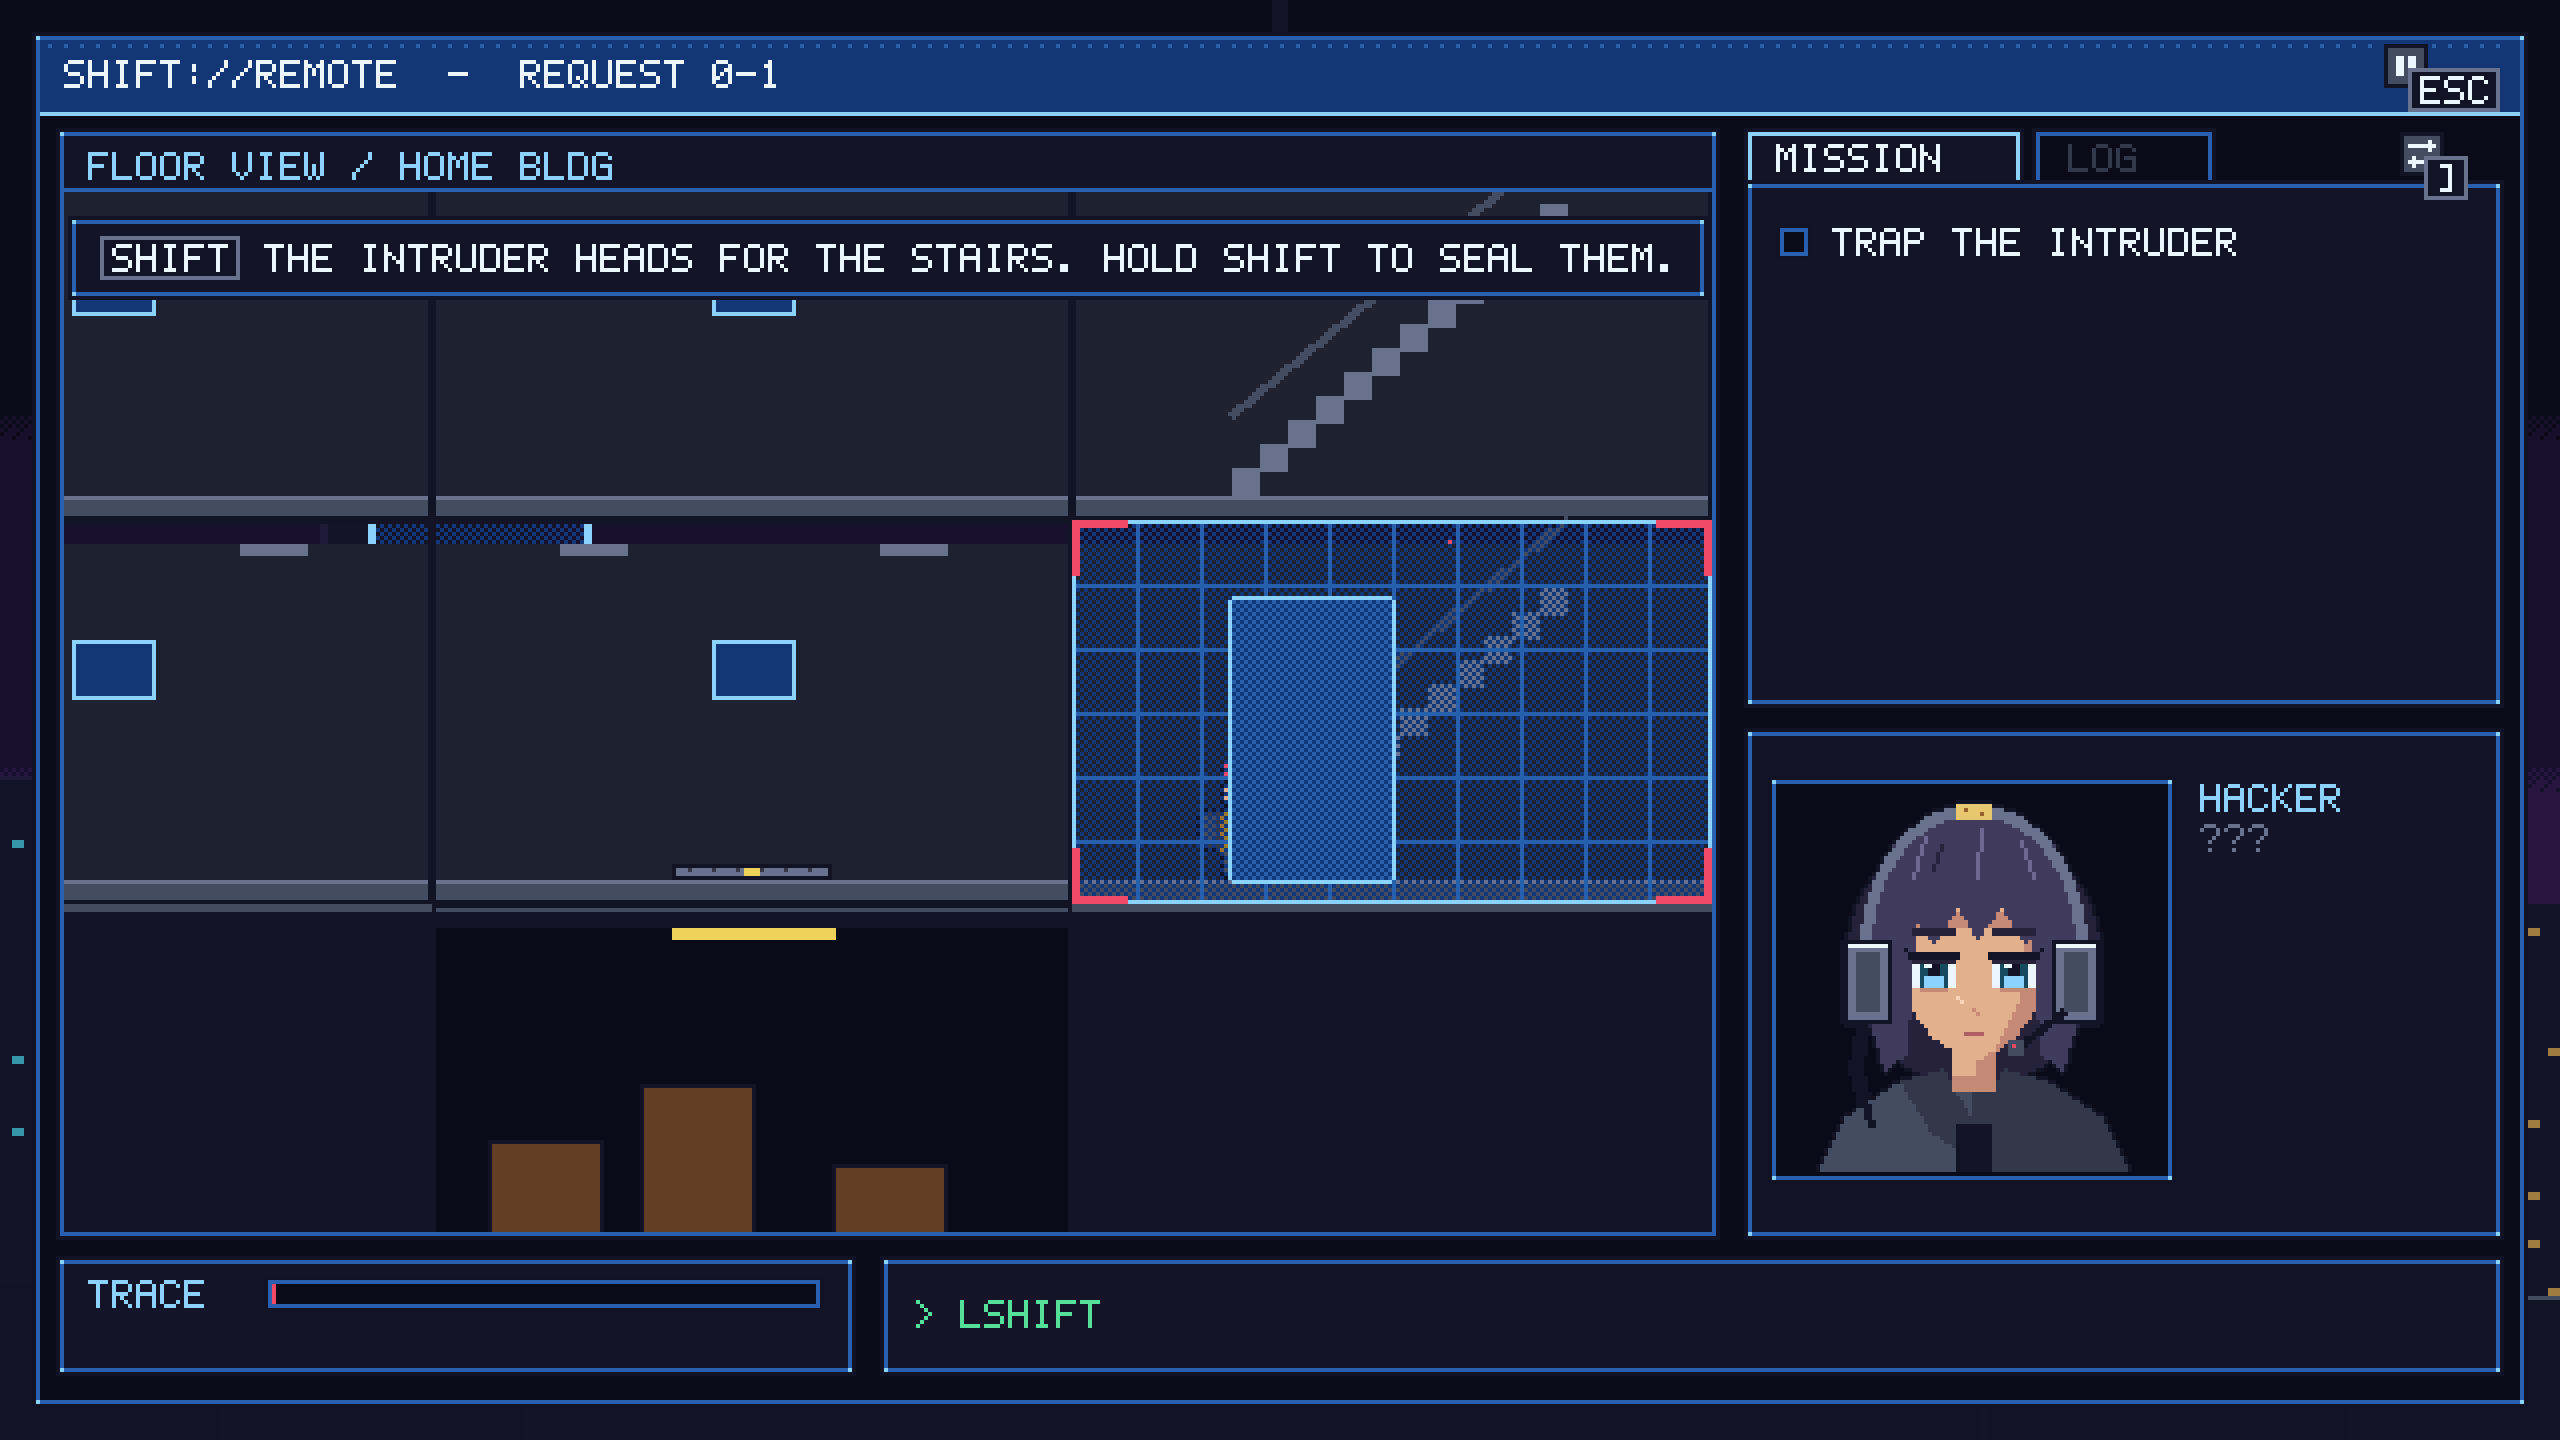 SHIFT://REMOTE - REQUEST 0-1
ESC
FLOOR VIEW / HOME BLDG
SHIFT THE INTRUDER HEADS FOR THE STAIRS. HOLD SHIFT TO SEAL THEM.
MISSION LOG
]
TRAP THE INTRUDER
HACKER
???
TRACE
> LSHIFT